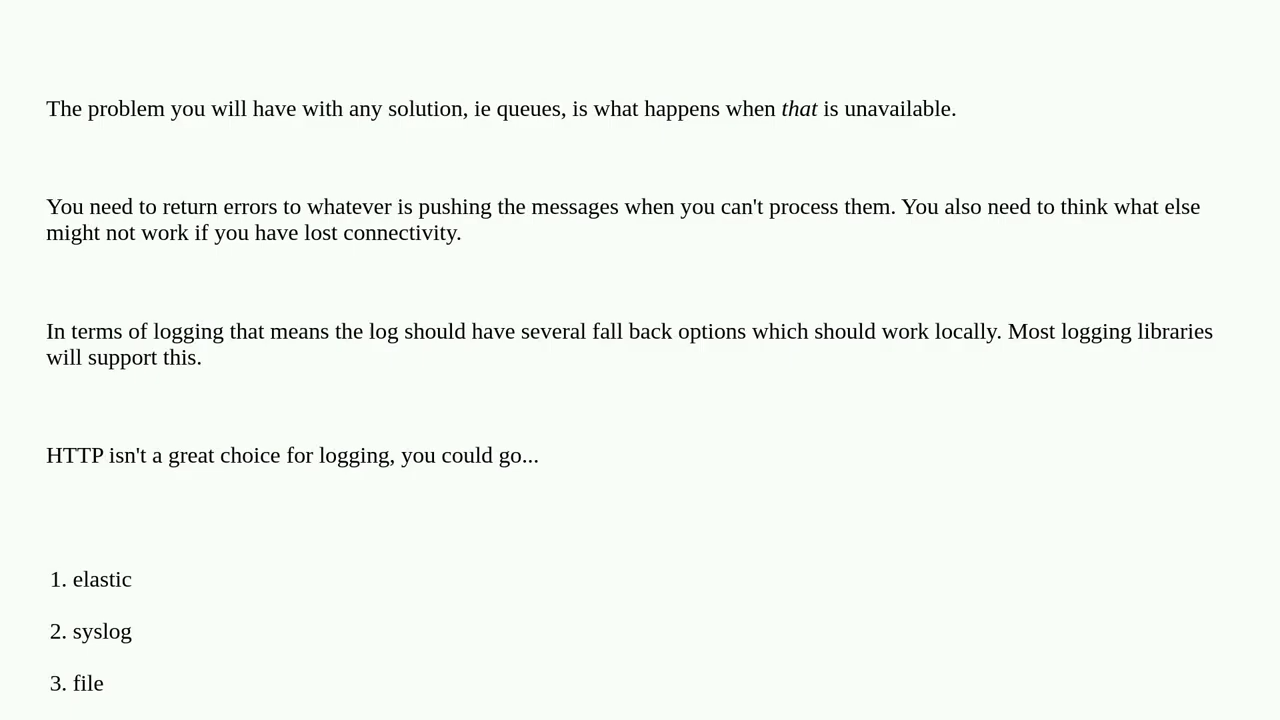 The problem you will have with any solution, ie queues, is what happens when that is unavailable.
You need to return errors to whatever is pushing the messages when you can't process them. You also need to think what else
might not work if you have lost connectivity.
In terms of logging that means the log should have several fall back options which should work locally. Most logging libraries
will support this.
HTTP isn't a great choice for logging, you could go...
1. elastic
2. syslog
3. file